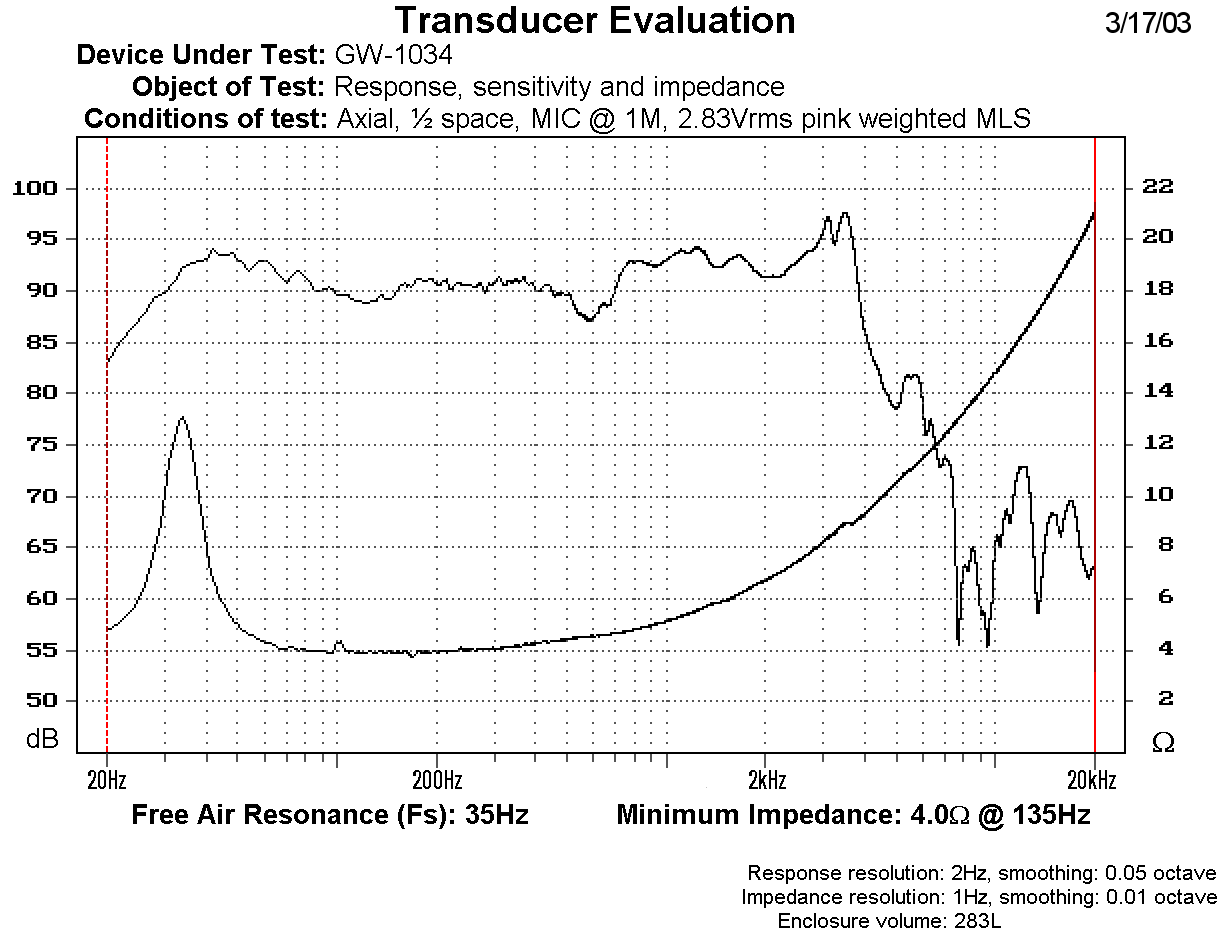 Transducer Evaluation 3/17/03
Device Under Test: GW-1034
Object of Test: Response, sensitivity and impedance
Conditions of test: Axial, ½ space, MIC @ 1M, 2.83Vrms pink weighted MLS
100 22
95 20
90 18
85 16
80 14
75 12
70 10
65 8
60 6
55 4
50 2
dB Ω
20Hz 200Hz 2kHz 20kHz
Free Air Resonance (Fs): 35Hz Minimum Impedance: 4.0Ω @ 135Hz
Response resolution: 2Hz, smoothing: 0.05 octave
Impedance resolution: 1Hz, smoothing: 0.01 octave
Enclosure volume: 283L